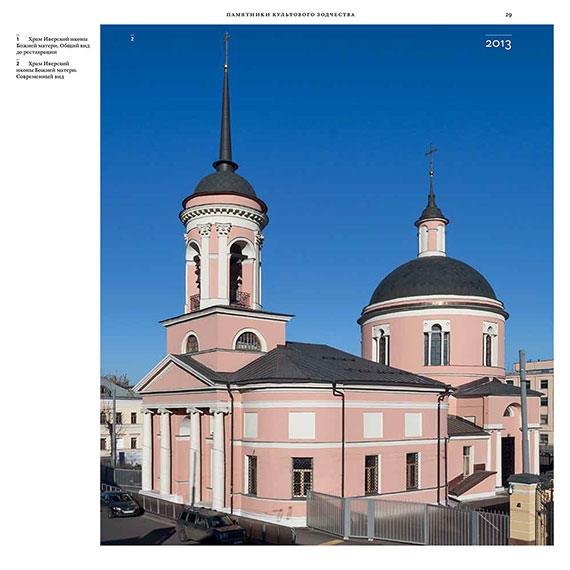 ПАМЯТНИКИ КУЛЬТОВОГО ЗОДЧЕСТВА
29
1 Храм Иверской иконы
Божией матери. Общий вид
до реставрации
2 Храм Иверской
иконы Божией матери.
Современный вид
2
2013